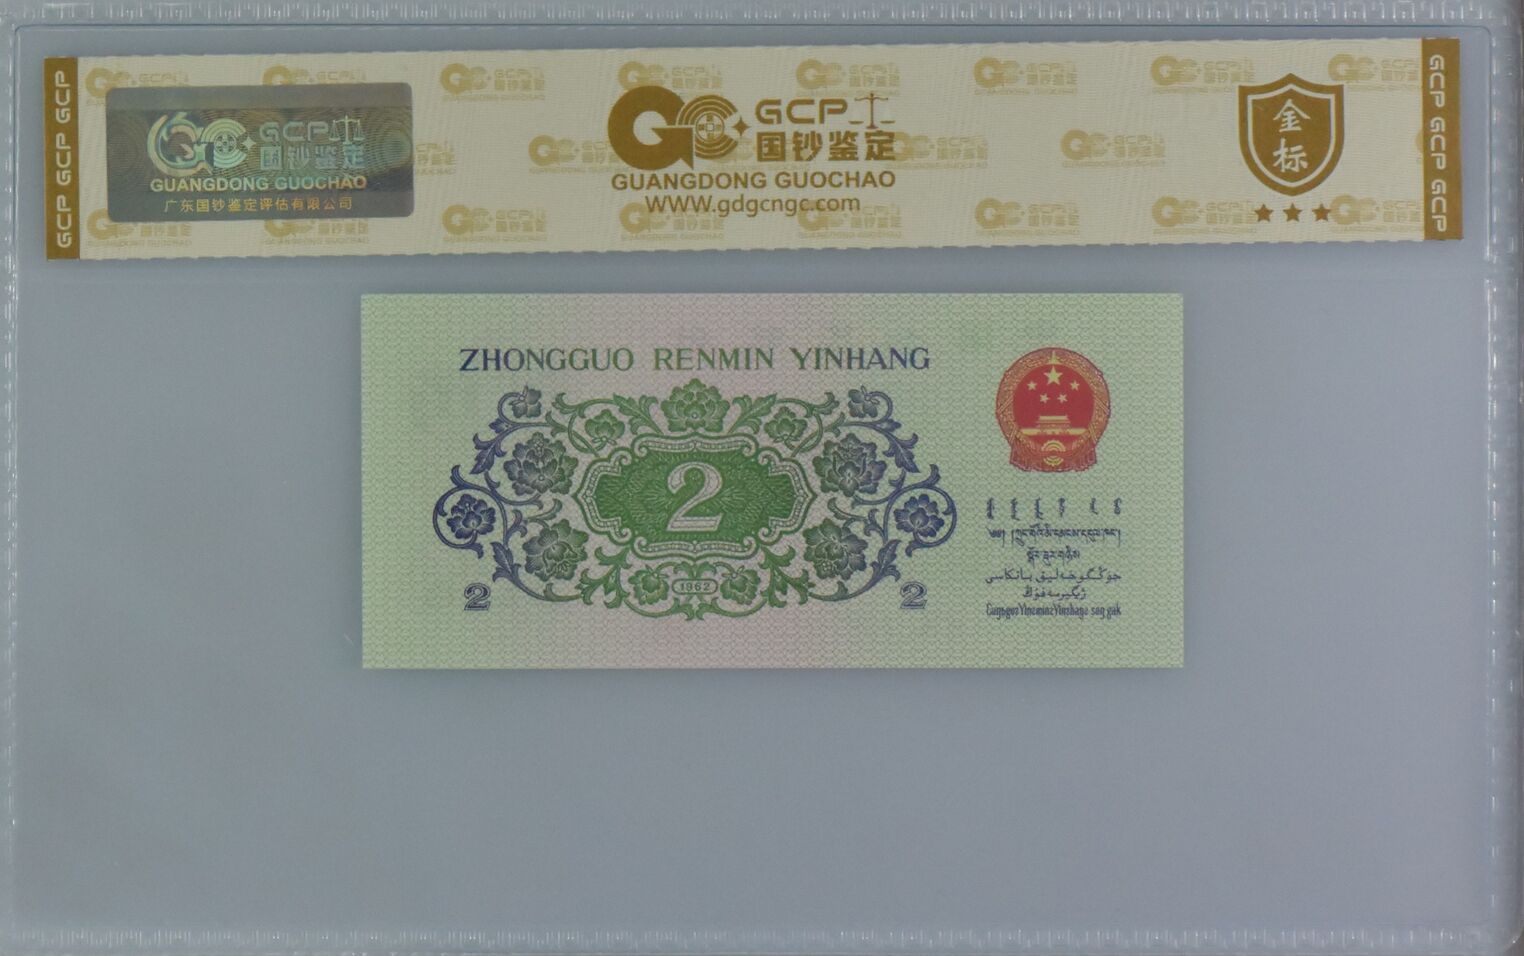 GCP GCP GCP
GCP
国钞鉴定
GUANGDONG GUOCHAO
广东国钞鉴定评估有限公司
GCP
国钞鉴定
GUANGDONG GUOCHAO
WWW.gdgcngc.com
金标
GCP GCP GCP
ZHONGGUO RENMIN YINHANG
2
1962
2
2
جۇڭگوحەلىق بانكاسى